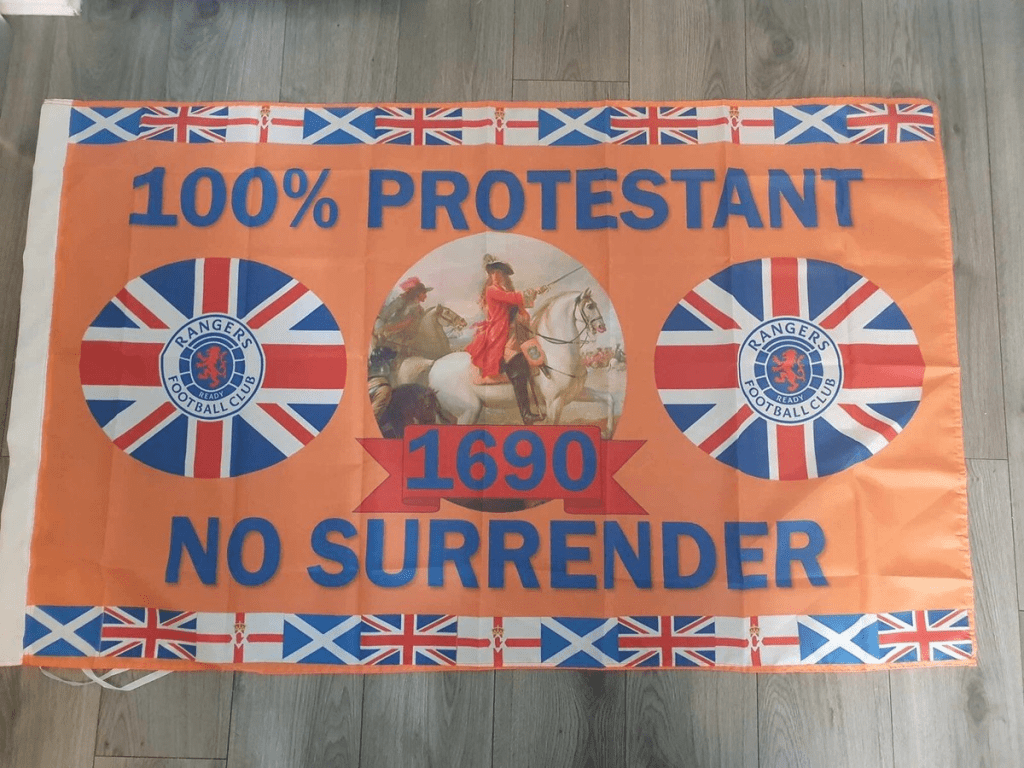 100% PROTESTANT
RANGERS
FOOTBALL CLUB
READY
RANGERS
FOOTBALL CLUB
READY
1690
NO SURRENDER